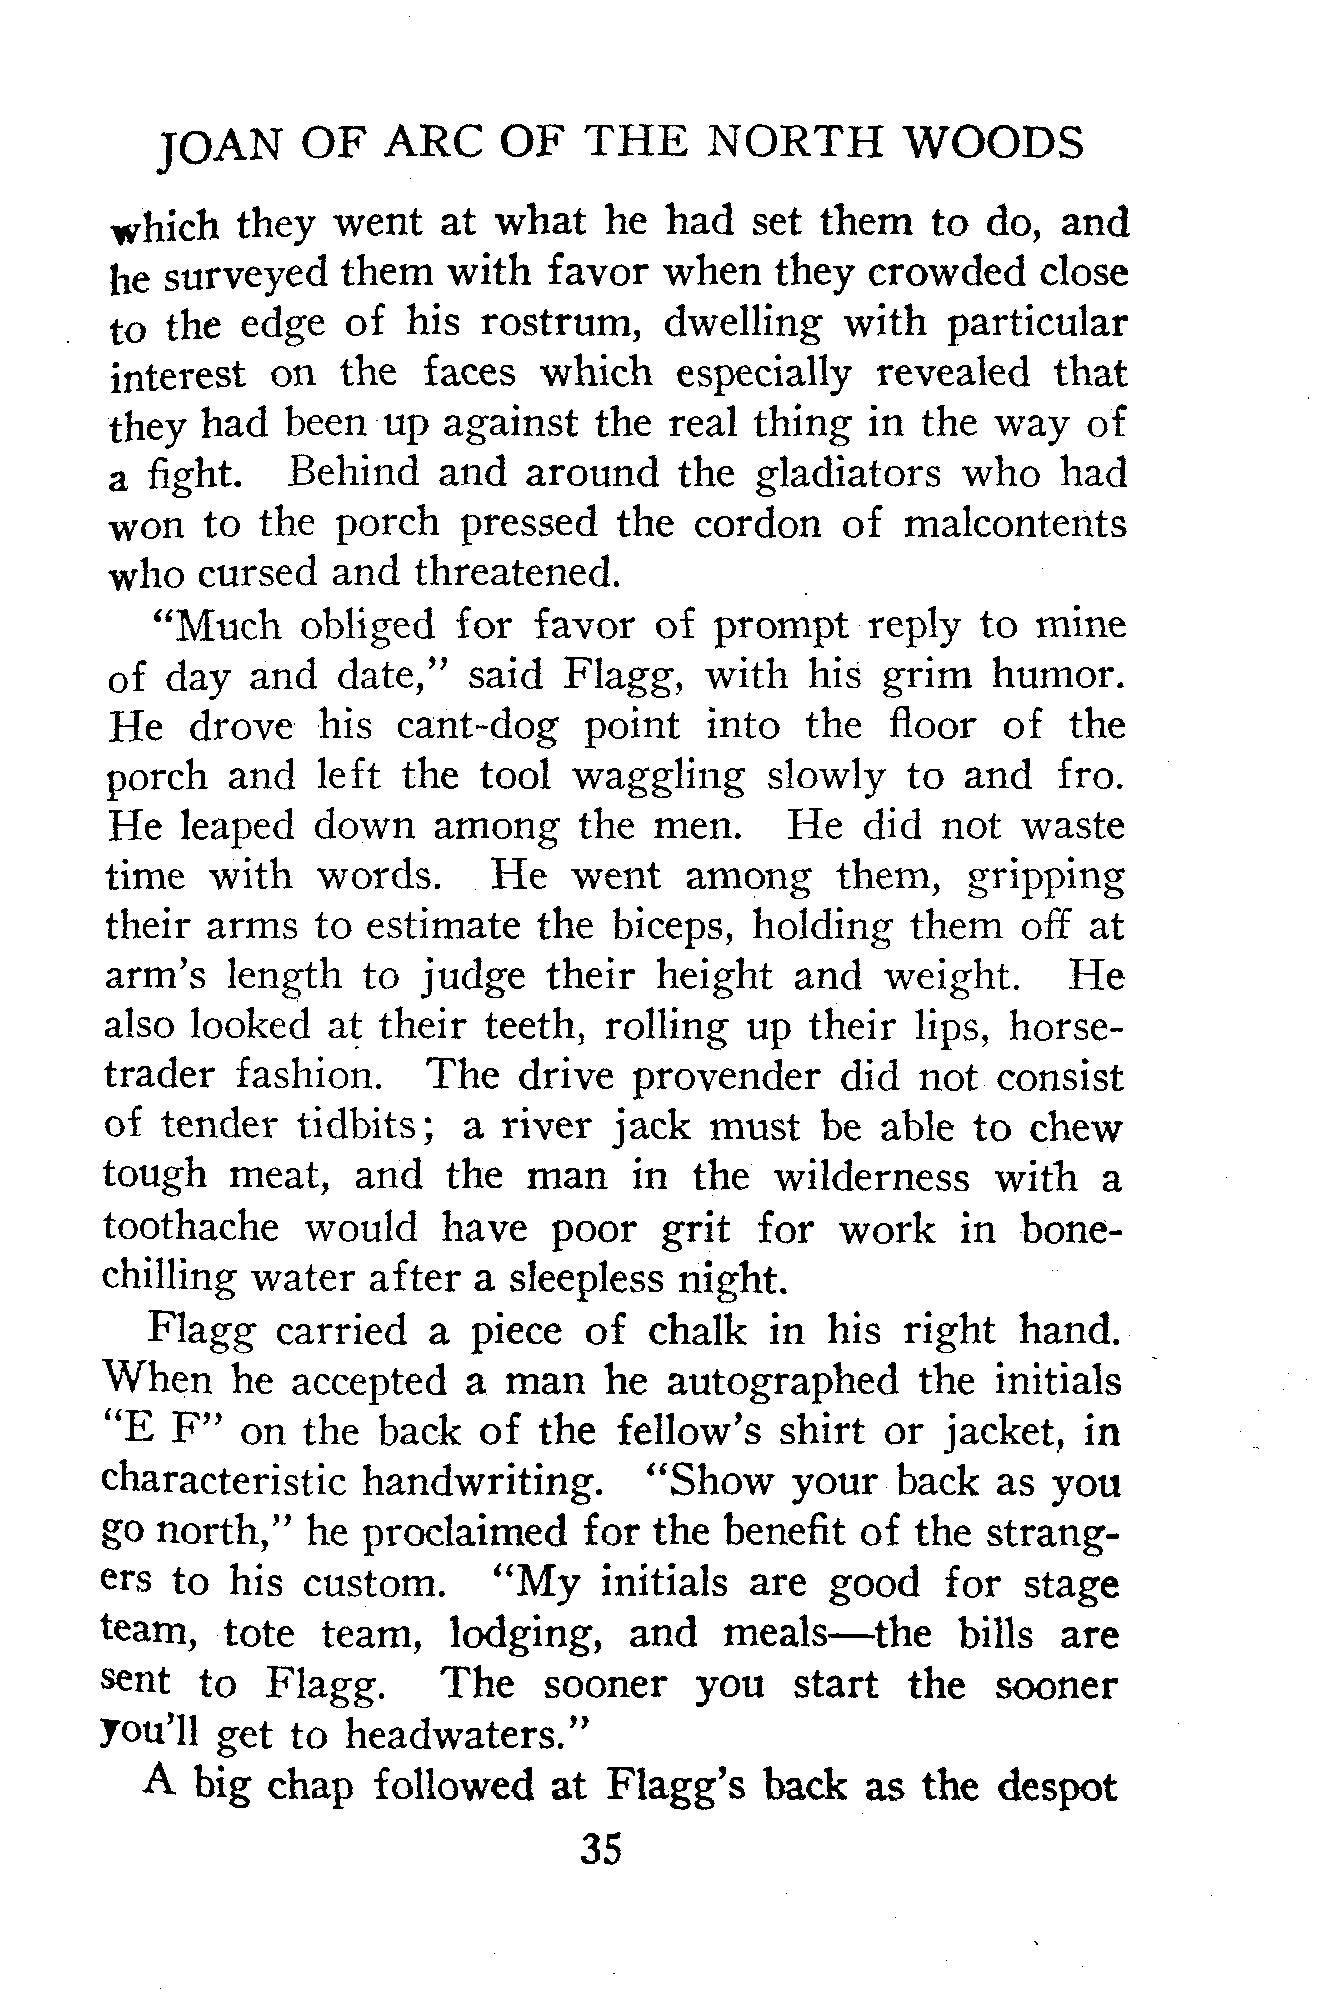 JOAN OF ARC OF THE NORTH WOODS
which they went at what he had set them to do, and
he surveyed them with favor when they crowded close
to the edge of his rostrum, dwelling with particular
interest on the faces which especially revealed that
they had been up against the real thing in the way of
a fight. Behind and around the gladiators who had
won to the porch pressed the cordon of malcontents
who cursed and threatened.
"Much obliged for favor of prompt reply to mine
of day and date," said Flagg, with his grim humor.
He drove his cant-dog point into the floor of the
porch and left the tool waggling slowly to and fro.
He leaped down among the men. He did not waste
time with words. He went among them, gripping
their arms to estimate the biceps, holding them off at
arm's length to judge their height and weight. He
also looked at their teeth, rolling up their lips, horse-
trader fashion. The drive provender did not consist
of tender tidbits; a river jack must be able to chew
tough meat, and the man in the wilderness with a
toothache would have poor grit for work in bone-
chilling water after a sleepless night.
Flagg carried a piece of chalk in his right hand.
When he accepted a man he autographed the initials
"E F" on the back of the fellow's shirt or jacket, in
characteristic handwriting. "Show your back as you
go north," he proclaimed for the benefit of the strang-
ers to his custom. "My initials are good for stage
team, tote team, lodging, and meals—the bills are
sent to Flagg. The sooner you start the sooner
you'll get to headwaters."
A big chap followed at Flagg's back as the despot
35